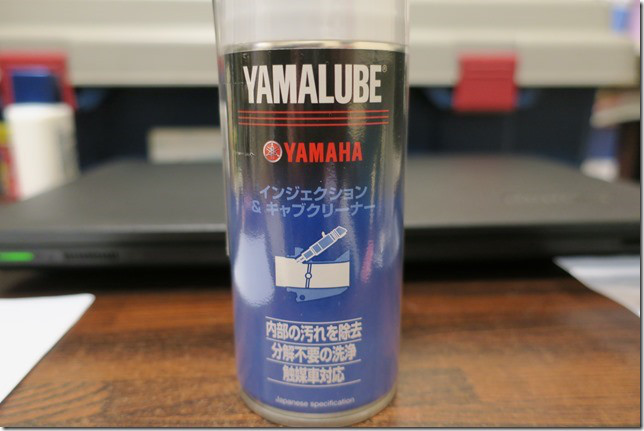 YAMALUBE®
YAMAHA
インジェクション
& キャブクリーナー
内部の汚れを除去
分解不要の洗浄
触媒車対応
Japanese specification